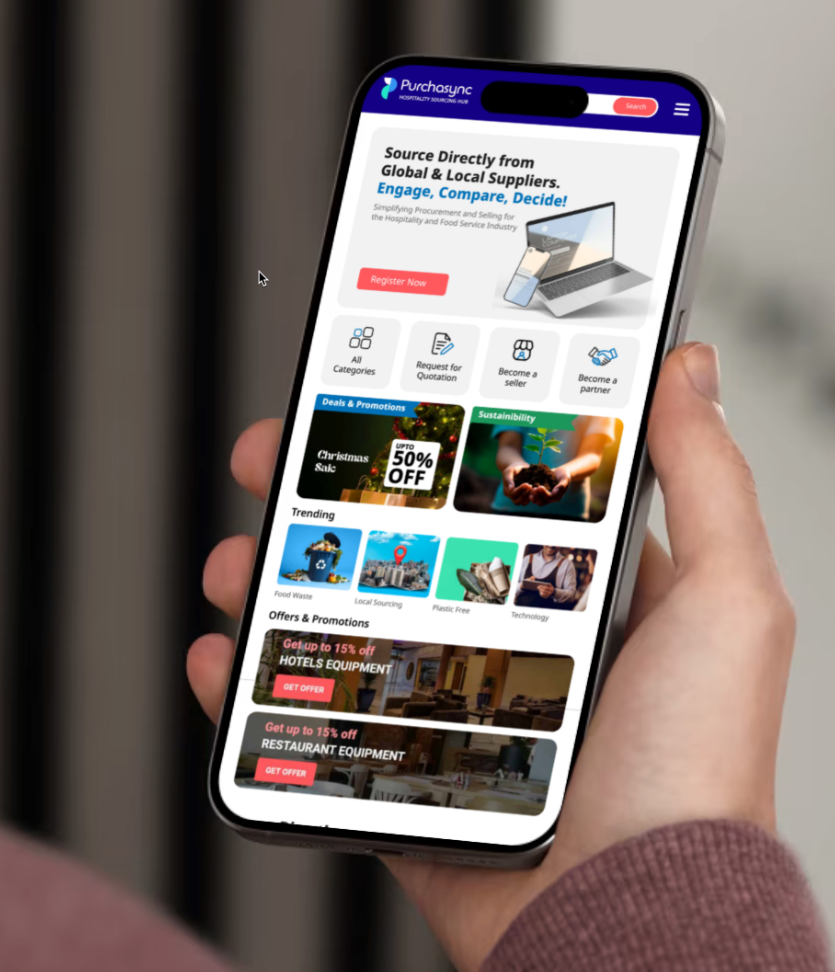 Purchasync
HOSPITALITY SOURCING HUB
Search
Source Directly from
Global & Local Suppliers.
Engage, Compare, Decide!
Simplifying Procurement and Selling for
the Hospitality and Food Service Industry
Register Now
All
Categories
Request for
Quotation
Become a
seller
Become a
partner
Deals & Promotions
Christmas
Sale
UPTO
50%
OFF
Sustainibility
Trending
Food Waste
Local Sourcing
Plastic Free
Technology
Offers & Promotions
Get up to 15% off
HOTELS EQUIPMENT
GET OFFER
Get up to 15% off
RESTAURANT EQUIPMENT
GET OFFER